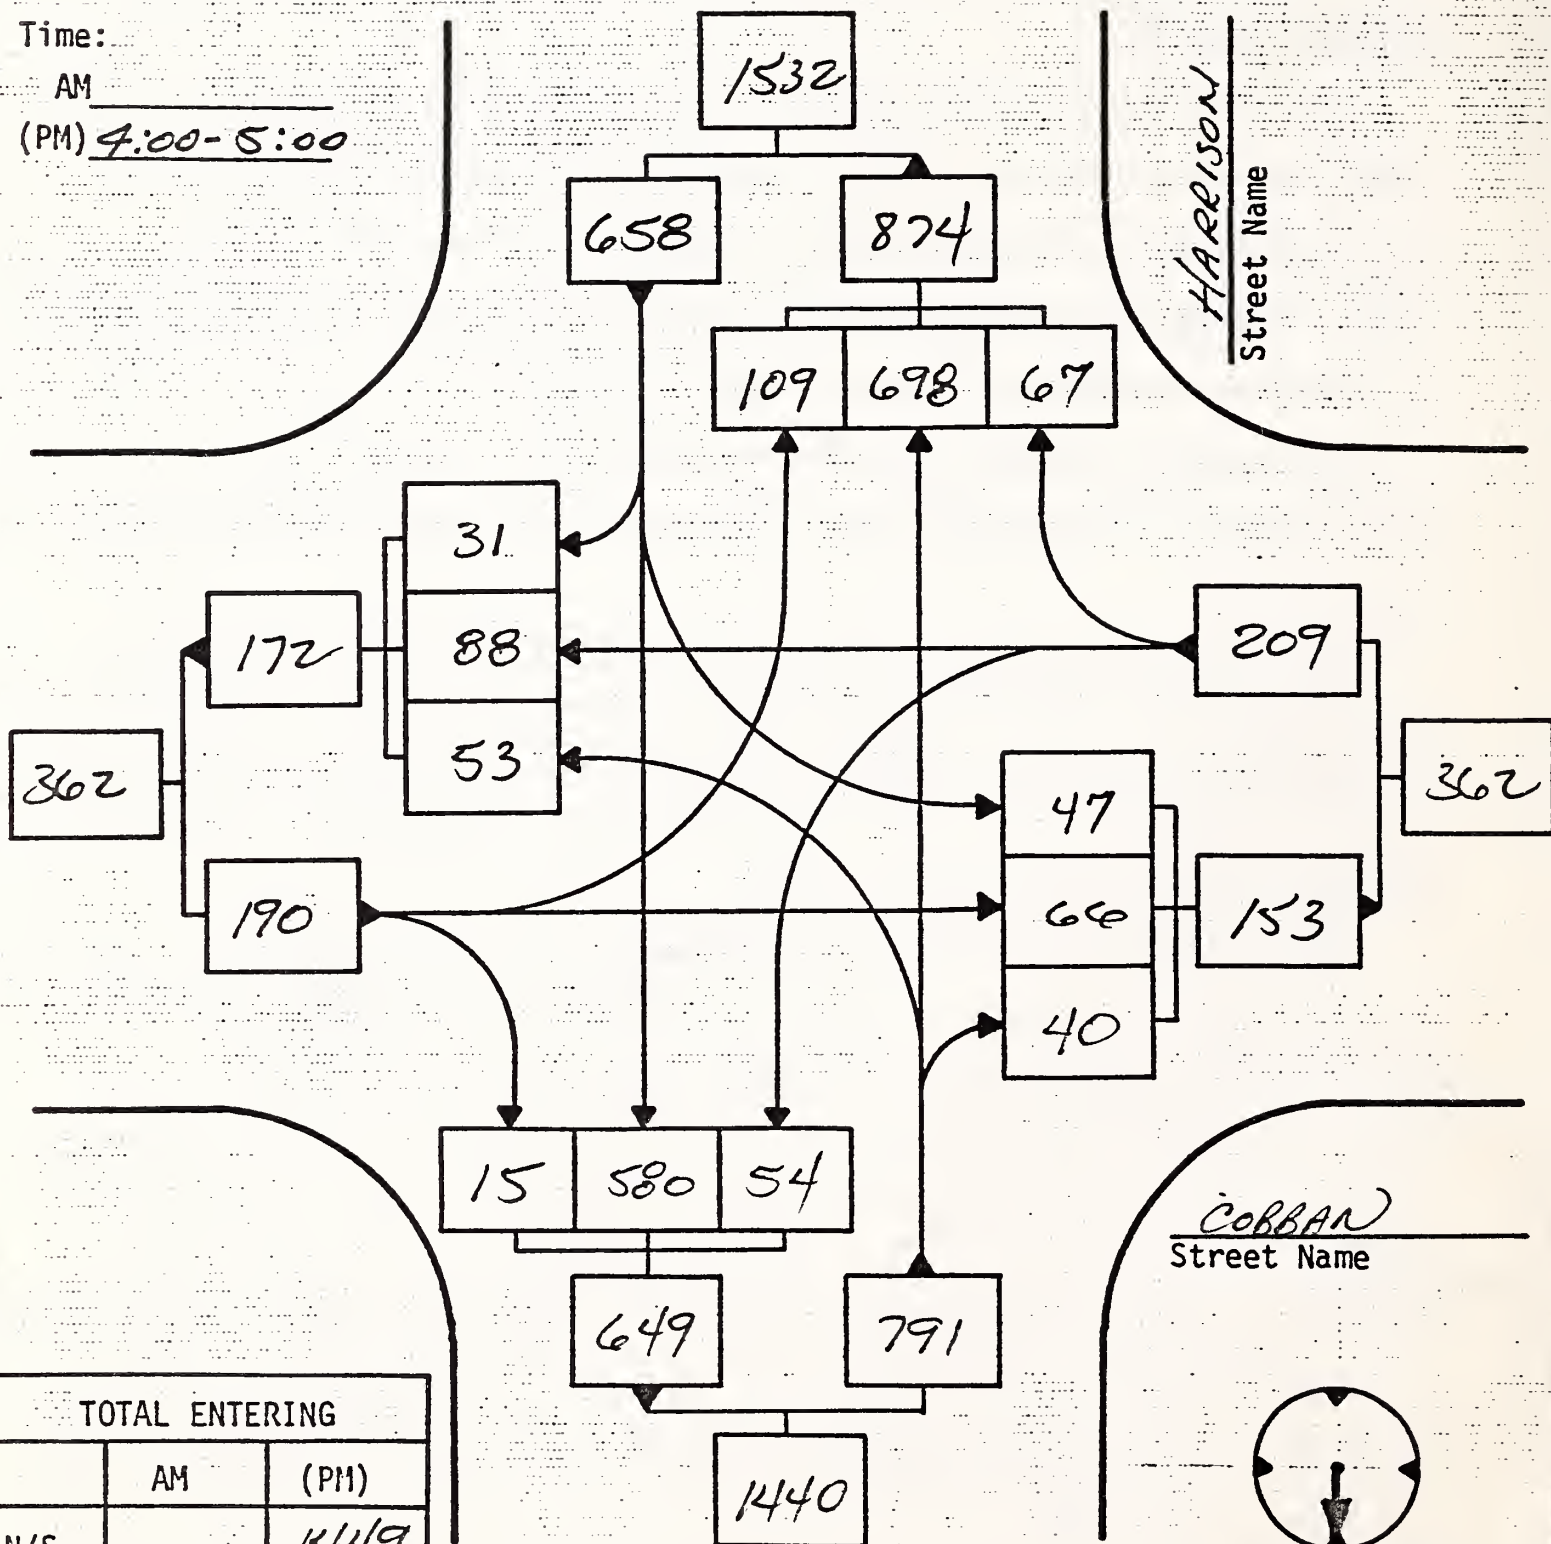 Time:
AM
(PM) 4:00-5:00
1532
HARRISON
Street Name
658
874
109 698 67
31
172
88
209
53
362
47
362
190
66
153
40
15 580 54
COBBAN
Street Name
649
791
TOTAL ENTERING
AM (PM)
1440
N/S 1449